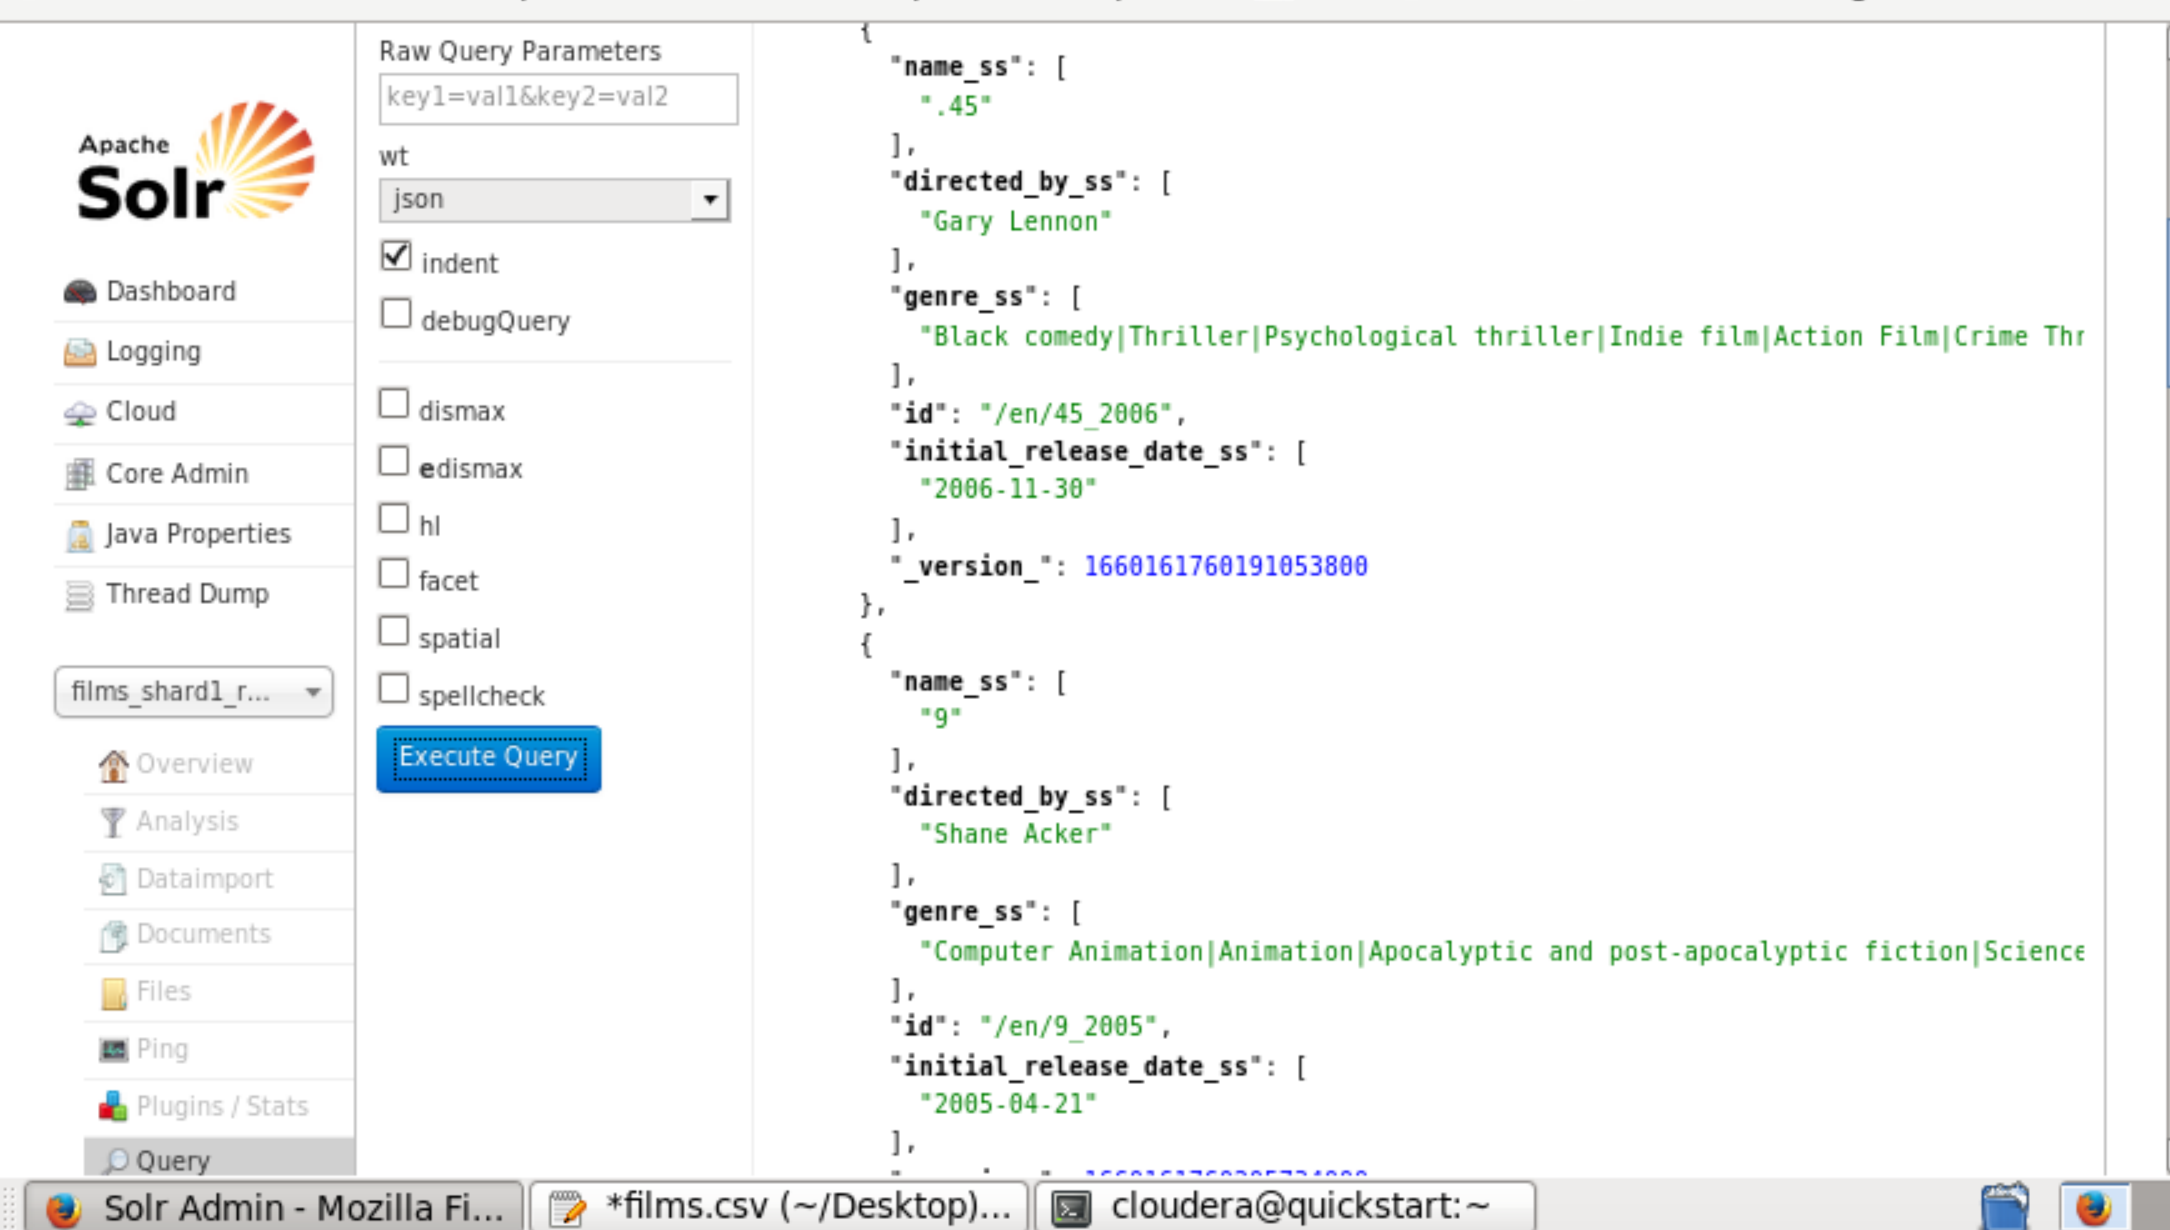 Apache
Solr
Dashboard
Logging
Cloud
Core Admin
Java Properties
Thread Dump
films_shard1_r...
Overview
Analysis
Dataimport
Documents
Files
Ping
Plugins / Stats
Query
Raw Query Parameters
key1=val1&key2=val2
wt
json
indent
debugQuery
dismax
edismax
hl
facet
spatial
spellcheck
Execute Query
{
"name_ss": [
".45"
],
"directed_by_ss": [
"Gary Lennon"
],
"genre_ss": [
"Black comedy|Thriller|Psychological thriller|Indie film|Action Film|Crime Thr
],
"id": "/en/45_2006",
"initial_release_date_ss": [
"2006-11-30"
],
"_version_": 1660161760191053800
},
{
"name_ss": [
"9"
],
"directed_by_ss": [
"Shane Acker"
],
"genre_ss": [
"Computer Animation|Animation|Apocalyptic and post-apocalyptic fiction|Science
],
"id": "/en/9_2005",
"initial_release_date_ss": [
"2005-04-21"
],
Solr Admin - Mozilla Fi...
*films.csv (~/Desktop)...
cloudera@quickstart:~